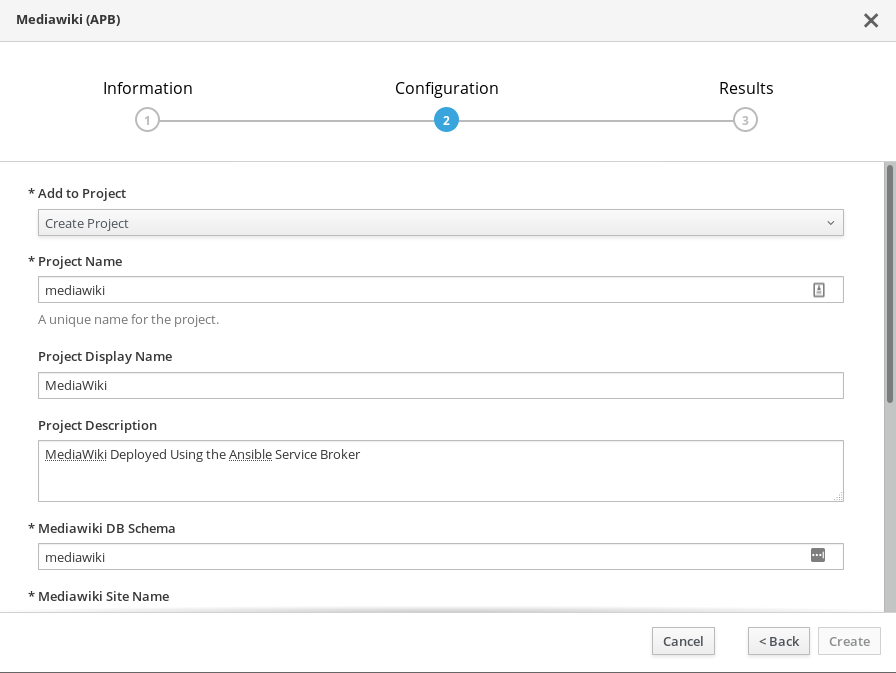 Mediawiki (APB)
Information
Configuration
Results
1
2
3
* Add to Project
Create Project
* Project Name
mediawiki
A unique name for the project.
Project Display Name
MediaWiki
Project Description
MediaWiki Deployed Using the Ansible Service Broker
* Mediawiki DB Schema
mediawiki
* Mediawiki Site Name
Cancel
< Back
Create